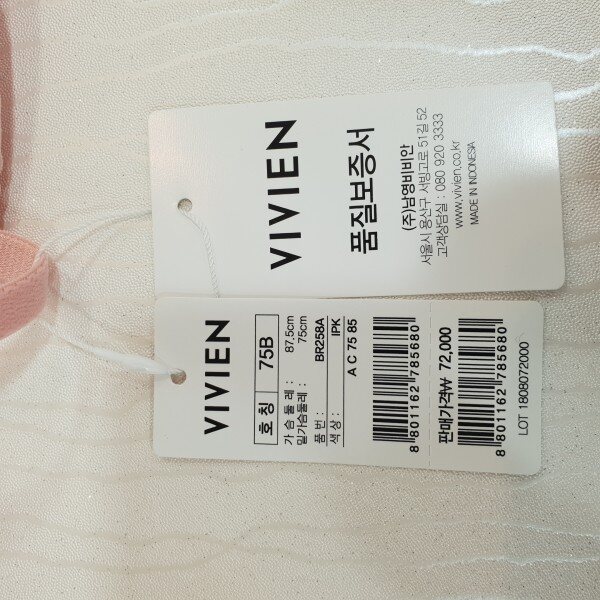 VIVIEN
품질보증서
(주)남영비비안
서울시 용산구 서빙고로 51길 52
고객상담실 : 080 920 3333
www.vivien.co.kr
MADE IN INDONESIA
VIVIEN
호칭 75B
가 슴 둘 레 : 87.5cm
밑가슴둘레 : 75cm
품 번 : BR258A
색 상 : IPK
A C 75 85
8 801162 785680
판매가격₩ 72,000
8 801162 785680
LOT 1808072000